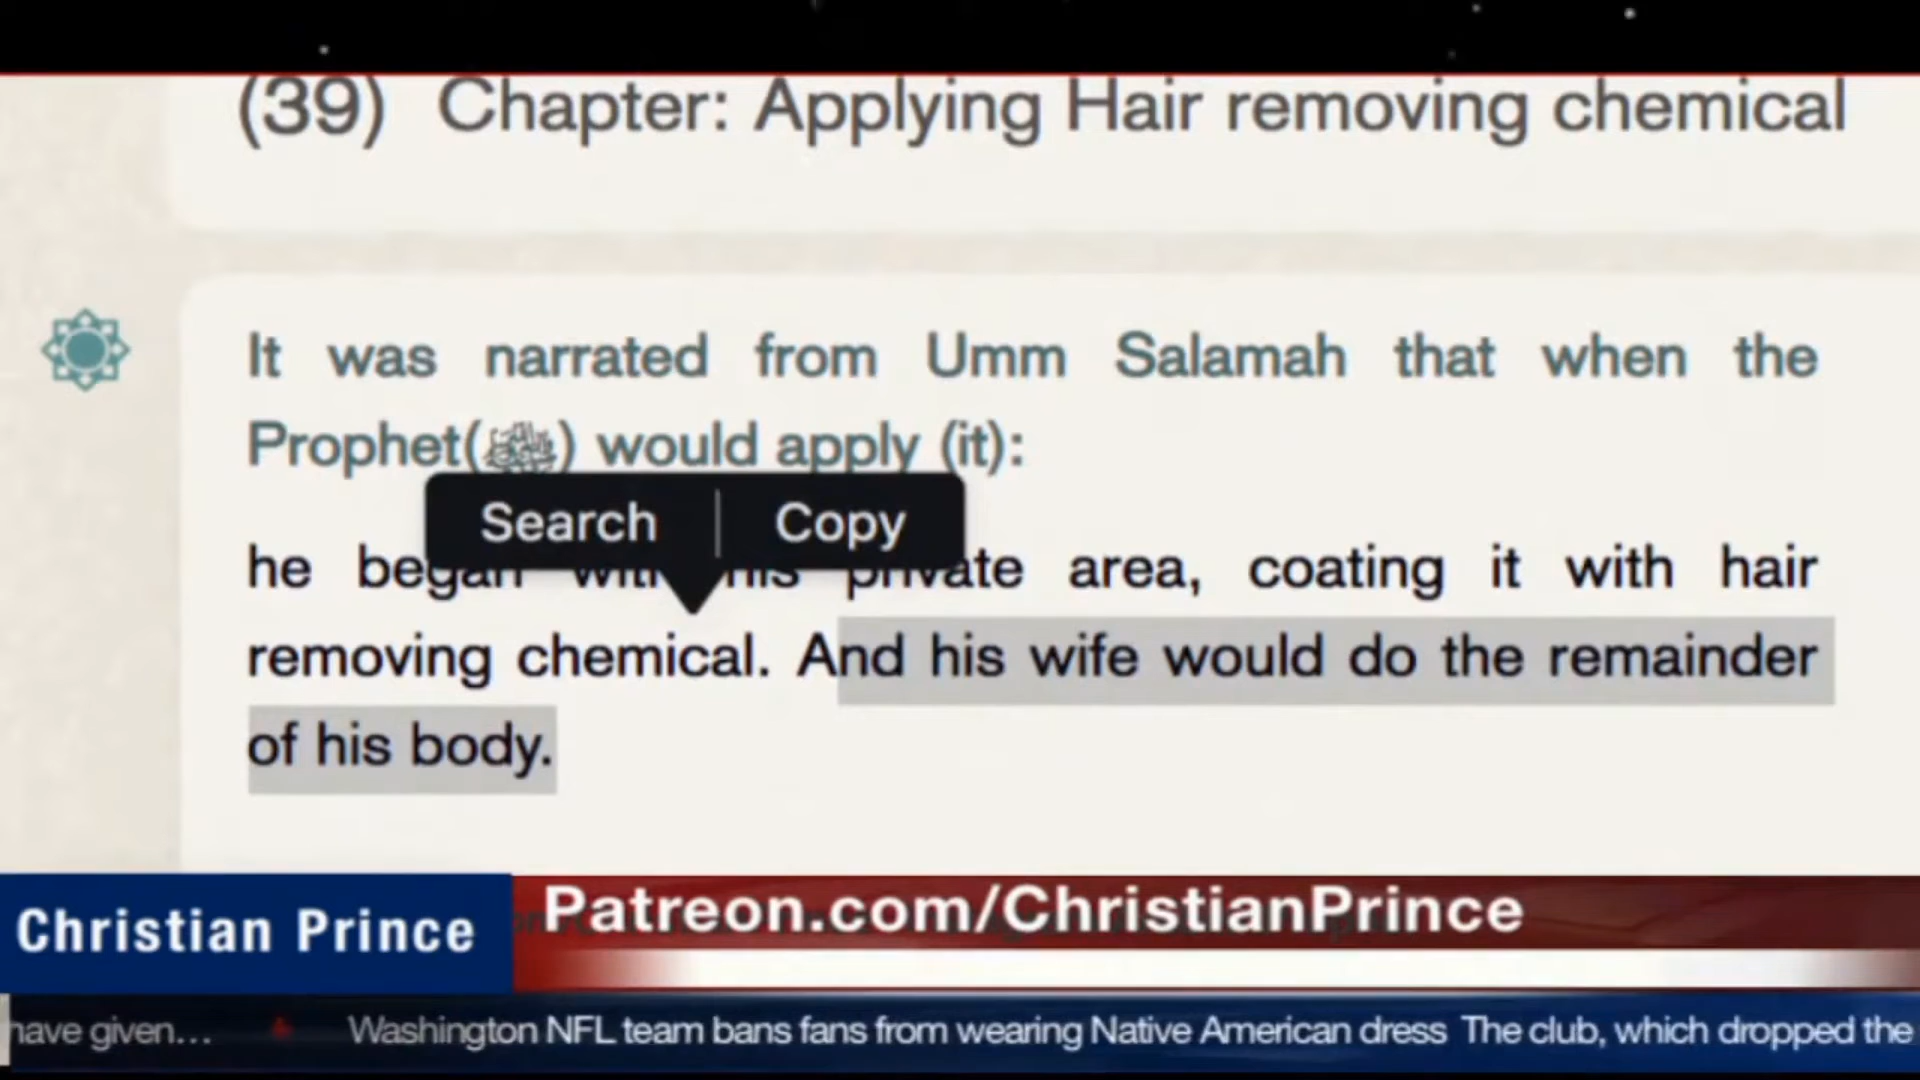 (39) Chapter: Applying Hair removing chemical
It was narrated from Umm Salamah that when the
Prophet(ﷺ) would apply (it):
Search | Copy
he began with his private area, coating it with hair
removing chemical. And his wife would do the remainder
of his body.
Christian Prince
Patreon.com/ChristianPrince
have given... Washington NFL team bans fans from wearing Native American dress The club, which dropped the